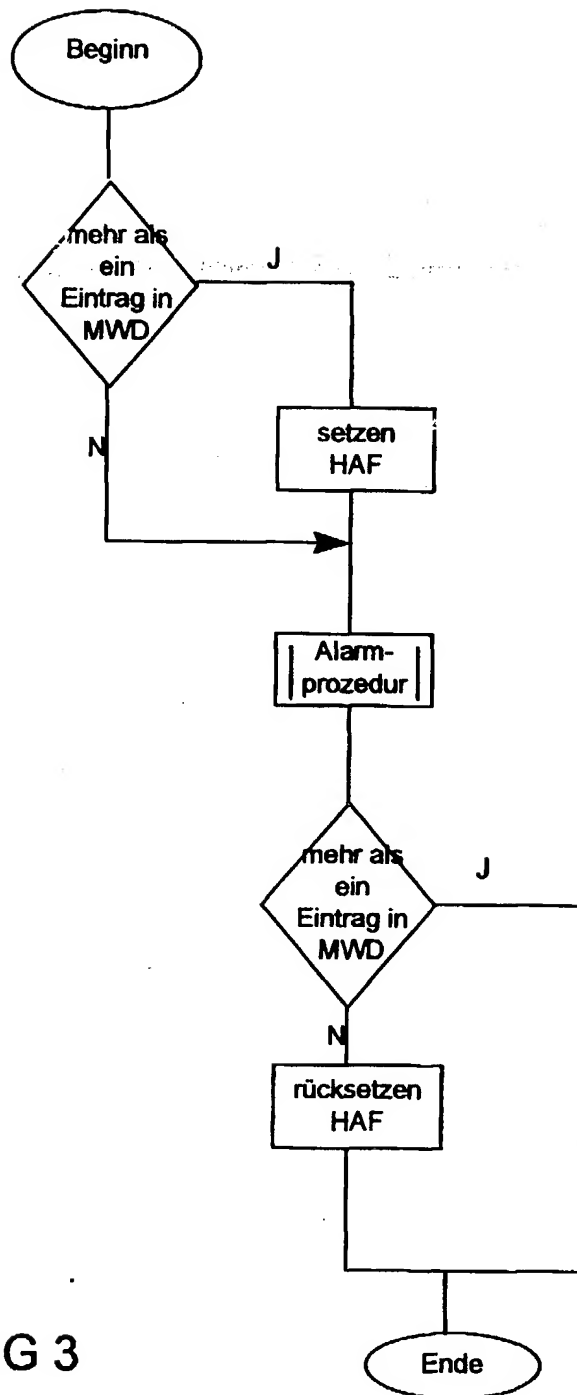 Beginn
mehr als
ein
Eintrag in
MWD
J
N
setzen
HAF
Alarm-
prozedur
mehr als
ein
Eintrag in
MWD
J
N
rücksetzen
HAF
Ende
G 3